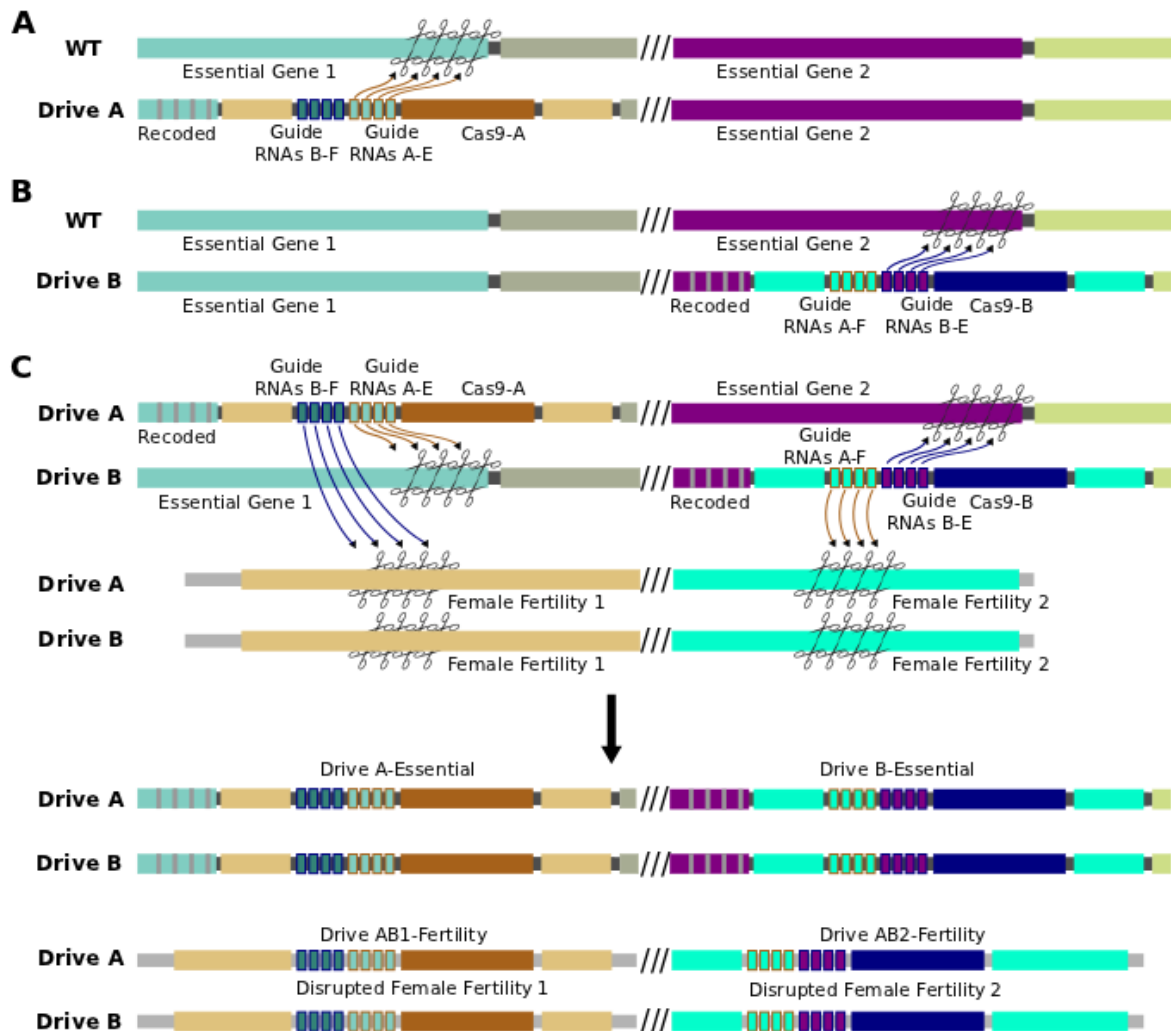 A
WT
Essential Gene 1
Essential Gene 2
Drive A
Recoded
Guide
RNAs B-F
Guide
RNAs A-E
Cas9-A
Essential Gene 2
B
WT
Essential Gene 1
Essential Gene 2
Drive B
Essential Gene 1
Recoded
Guide
RNAs A-F
Guide
RNAs B-E
Cas9-B
C
Guide
RNAs B-F
Guide
RNAs A-E
Cas9-A
Essential Gene 2
Drive A
Recoded
Guide
RNAs A-F
Drive B
Essential Gene 1
Recoded
Guide
RNAs B-E
Cas9-B
Drive A
Female Fertility 1
Female Fertility 2
Drive B
Female Fertility 1
Female Fertility 2
Drive A-Essential
Drive B-Essential
Drive A
Drive B
Drive AB1-Fertility
Drive AB2-Fertility
Drive A
Disrupted Female Fertility 1
Disrupted Female Fertility 2
Drive B